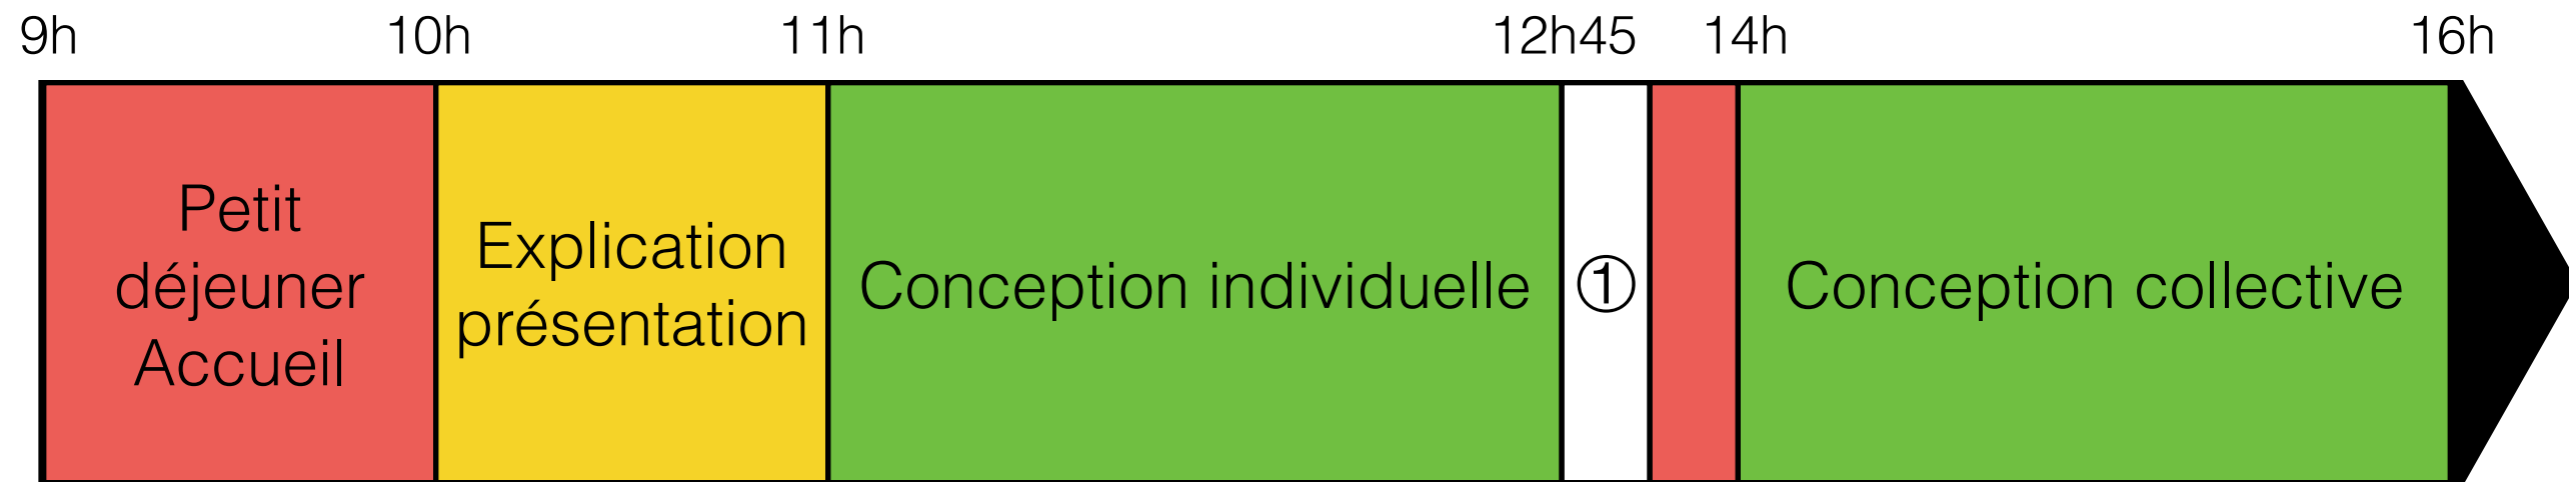 9h 10h 11h 12h45 14h 16h
Petit
déjeuner
Accueil
Explication
présentation
Conception individuelle
①
Conception collective